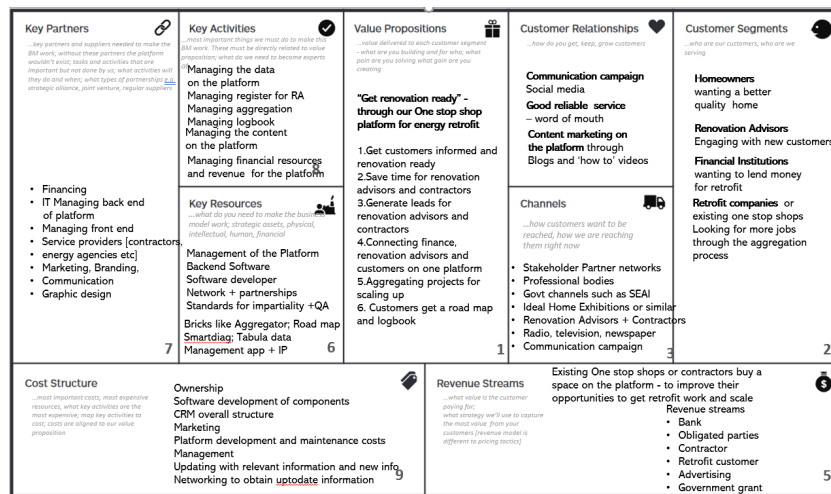 Key Partners
...key partners and suppliers needed to make the
BM work. These must be directly related to value
wouldn't exist; tasks and activities that are
important but not done by us; what activities will
they do and when; what types of partnerships e.g.
strategic alliance, joint venture, regular suppliers
• Financing
• IT Managing back end
of platform
• Managing front end
• Service providers [contractors,
• energy agencies etc]
• Marketing, Branding,
• Communication
• Graphic design
7
Key Activities
...most important things we must do to make this
BM work. These must be directly related to value
proposition; what do we need to become experts
Managing the data
on the platform
Managing register for RA
Managing aggregation
Managing logbook
Managing the content
on the platform
Managing financial resources
and revenue for the platform
8
Key Resources
...what do you need to make the business
model work; strategic assets, physical,
intellectual, human, financial
Management of the Platform
Backend Software
Software developer
Network + partnerships
Standards for impartiality +QA
Bricks like Aggregator; Road map
Smartdiag; Tabula data
Management app + IP
6
Value Propositions
...value delivered to each customer segment
- what are you building and for who; what
pain are you solving what gain are you
creating
"Get renovation ready" -
through our One stop shop
platform for energy retrofit
1.Get customers informed and
renovation ready
2.Save time for renovation
advisors and contractors
3.Generate leads for
renovation advisors and
contractors
4.Connecting finance,
renovation advisors and
customers on one platform
5.Aggregating projects for
scaling up
6. Customers get a road map
and logbook
1
Customer Relationships
...how do you get, keep, grow customers
Communication campaign
Social media
Good reliable service
– word of mouth
Content marketing on
the platform through
Blogs and 'how to' videos
Channels
...how customers want to be
reached, how we are reaching
them right now
• Stakeholder Partner networks
• Professional bodies
• Govt channels such as SEAI
• Ideal Home Exhibitions or similar
• Renovation Advisors + Contractors
• Radio, television, newspaper
• Communication campaign
3
Customer Segments
...who are our customers, who are we
serving
Homeowners
wanting a better
quality home
Renovation Advisors
Engaging with new customers
Financial Institutions
wanting to lend money
for retrofit
Retrofit companies or
existing one stop shops
Looking for more jobs
through the aggregation
process
2
Cost Structure
...most important costs, most expensive
resources, what key activities are the
most expensive; map key activities to
cost; costs are aligned to our value
proposition
Ownership
Software development of components
CRM overall structure
Marketing
Platform development and maintenance costs
Management
Updating with relevant information and new info
Networking to obtain uptodate information
9
Revenue Streams
...what value is the customer
paying for;
what strategy we'll use to capture
the most value from your
customers [revenue model is
different to pricing tactics]
Existing One stop shops or contractors buy a
space on the platform - to improve their
opportunities to get retrofit work and scale
Revenue streams
• Bank
• Obligated parties
• Contractor
• Retrofit customer
• Advertising
• Government grant
$
5